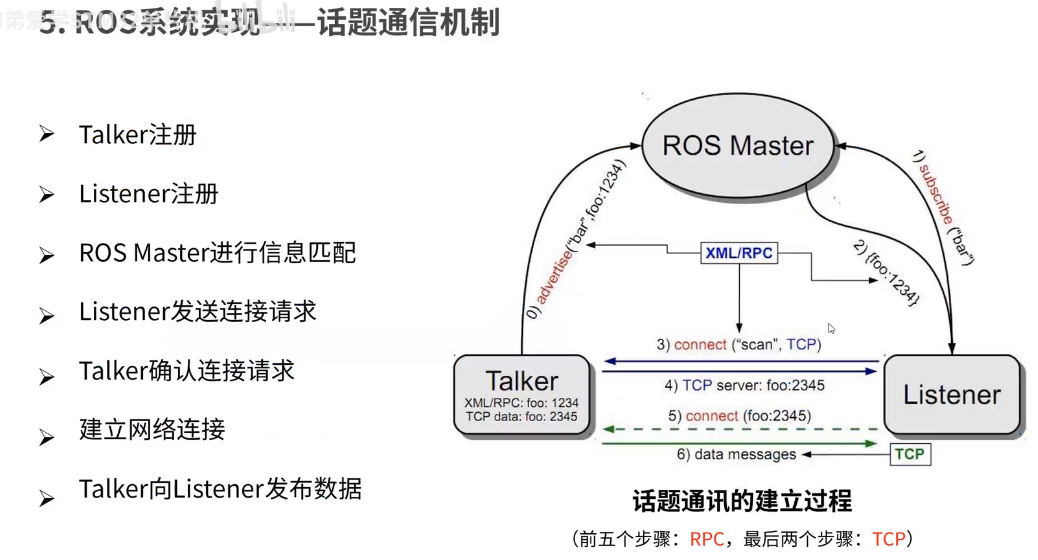 5. ROS系统实现——话题通信机制
Talker注册
Listener注册
ROS Master进行信息匹配
Listener发送连接请求
Talker确认连接请求
建立网络连接
Talker向Listener发布数据
ROS Master
0) advertise("bar",foo:1234)
1) subscribe ("bar")
XML/RPC
2) {foo:1234}
3) connect ("scan", TCP)
4) TCP server: foo:2345
5) connect (foo:2345)
6) data messages
TCP
Talker
XML/RPC: foo: 1234
TCP data: foo: 2345
Listener
话题通讯的建立过程
（前五个步骤：RPC，最后两个步骤：TCP）